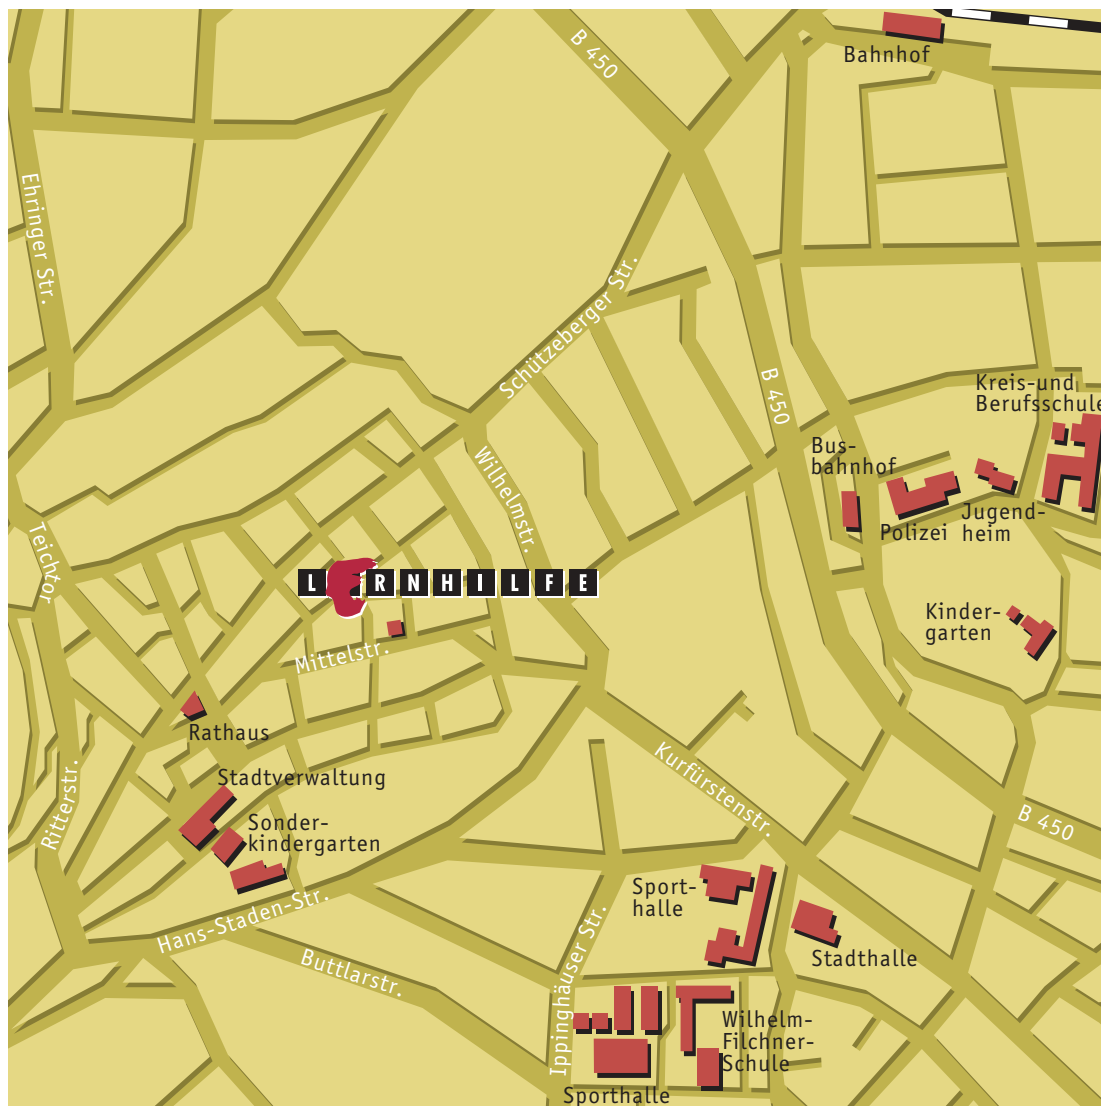 B 450
Bahnhof
Ehringer Str.
Schützeberger Str.
B 450
Kreis-und
Berufsschule
Bus-
bahnhof
Wilhelmstr.
Polizei
Jugend-
heim
Teichtor
LERNHILFE
Kinder-
garten
Mittelstr.
Rathaus
Stadtverwaltung
Kurfürstenstr.
Ritterstr.
Sonder-
kindergarten
B 450
Sport-
halle
Hans-Staden-Str.
Stadthalle
Buttlarstr.
Ippinghäuser Str.
Wilhelm-
Filchner-
Schule
Sporthalle